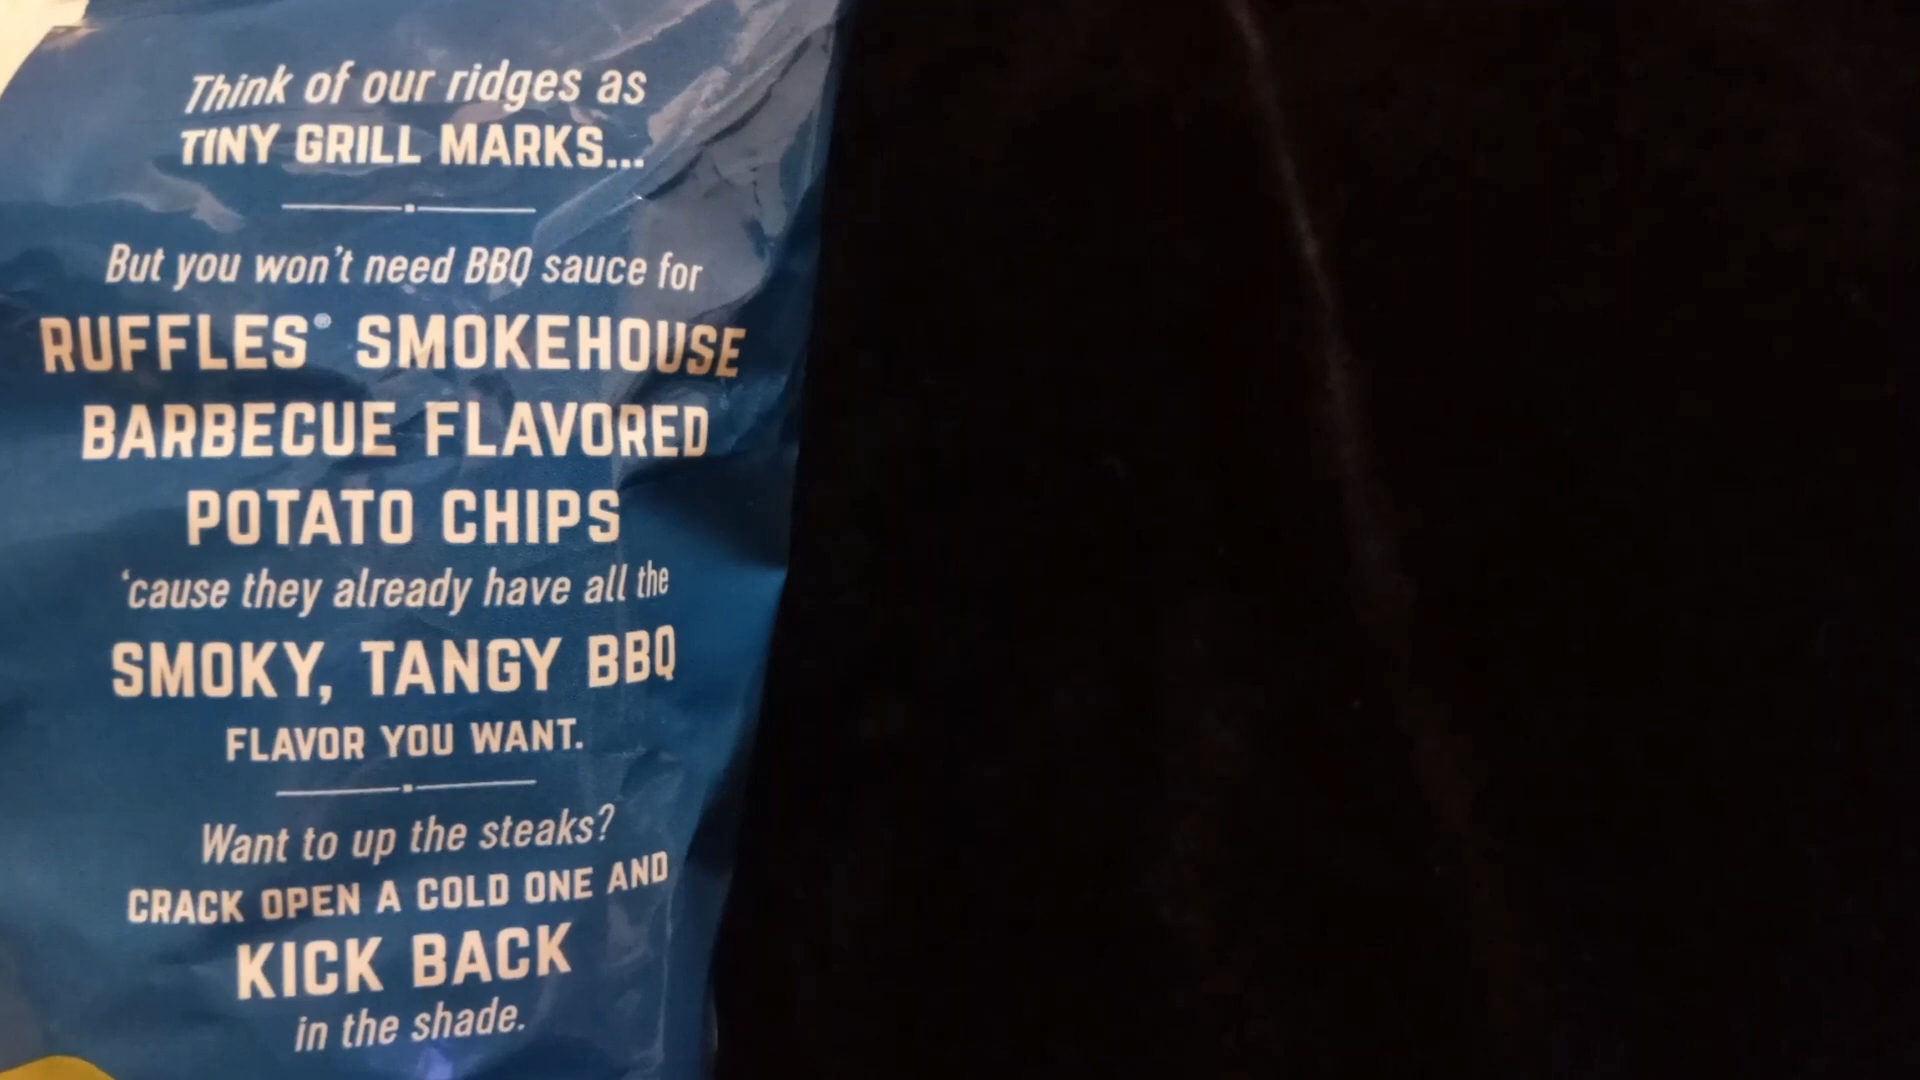 Think of our ridges as
TINY GRILL MARKS...
But you won't need BBQ sauce for
RUFFLES® SMOKEHOUSE
BARBECUE FLAVORED
POTATO CHIPS
'cause they already have all the
SMOKY, TANGY BBQ
FLAVOR YOU WANT.
Want to up the steaks?
CRACK OPEN A COLD ONE AND
KICK BACK
in the shade.